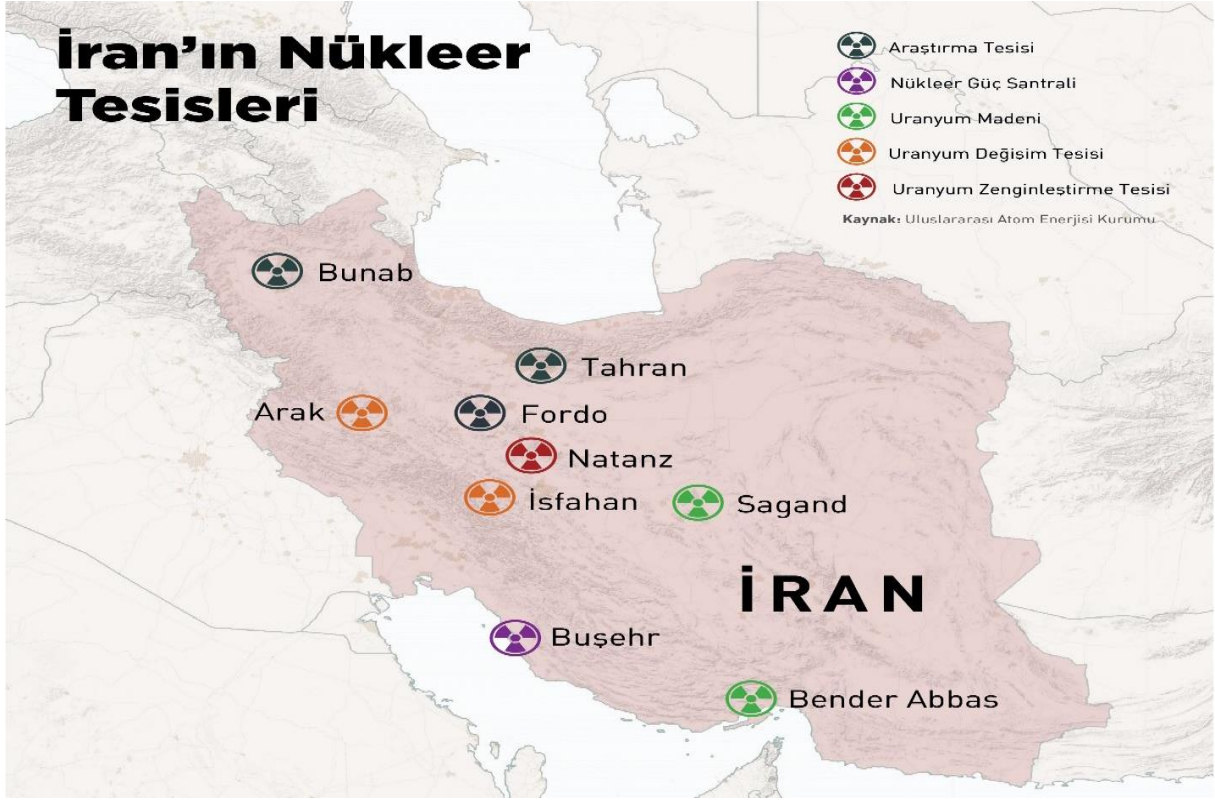 İran’ın Nükleer
Tesisleri
Araştırma Tesisi
Nükleer Güç Santrali
Uranyum Madeni
Uranyum Değişim Tesisi
Uranyum Zenginleştirme Tesisi
Kaynak: Uluslararası Atom Enerjisi Kurumu
Bunab
Tahran
Arak
Fordo
Natanz
İsfahan
Sagand
İRAN
Buşehr
Bender Abbas